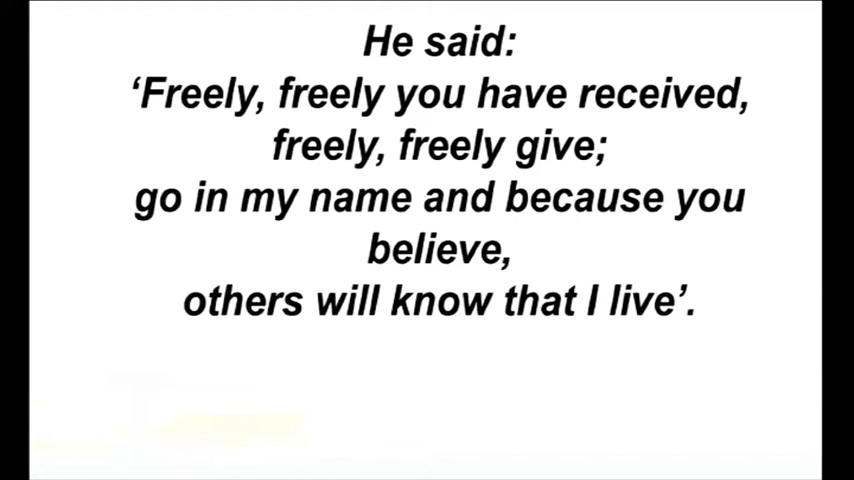 He said:
‘Freely, freely you have received,
freely, freely give;
go in my name and because you
believe,
others will know that I live’.